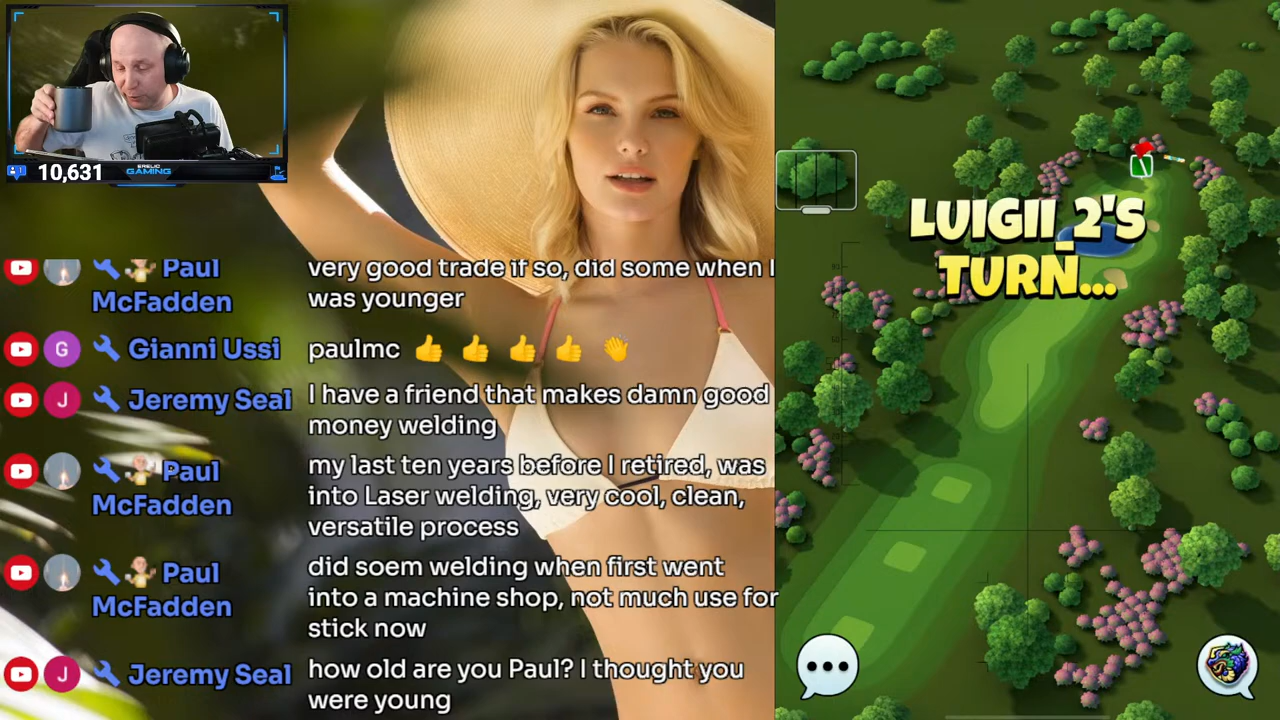 10,631
ERELIC
GAMING
Paul
McFadden
very good trade if so, did some when I
was younger
Gianni Ussi
paulmc 👍 👍 👍 👍 👏
G
J
Jeremy Seal
I have a friend that makes damn good
money welding
Paul
McFadden
my last ten years before I retired, was
into Laser welding, very cool, clean,
versatile process
Paul
McFadden
did soem welding when first went
into a machine shop, not much use for
stick now
J
Jeremy Seal
how old are you Paul? I thought you
were young
LUIGII_2'S
TURN...